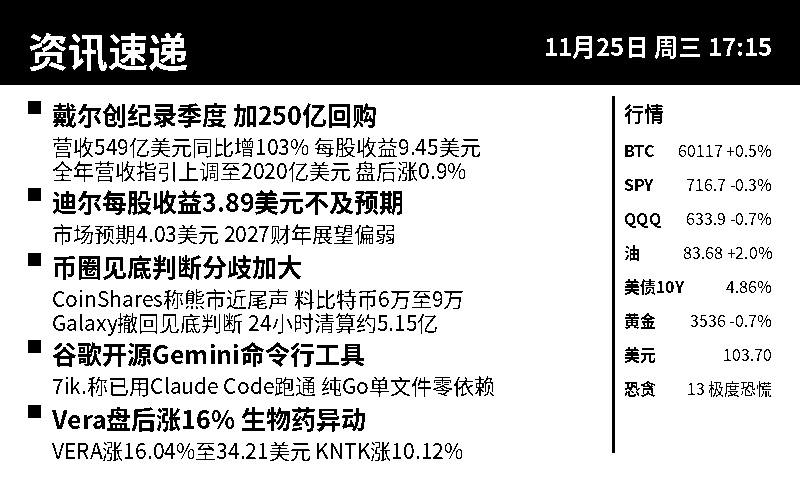 资讯速递
11月25日 周三 17:15
戴尔创纪录季度 加250亿回购
营收549亿美元同比增103% 每股收益9.45美元
全年营收指引上调至2020亿美元 盘后涨0.9%
迪尔每股收益3.89美元不及预期
市场预期4.03美元 2027财年展望偏弱
币圈见底判断分歧加大
CoinShares称熊市近尾声 料比特币6万至9万
Galaxy撤回见底判断 24小时清算约5.15亿
谷歌开源Gemini命令行工具
7ik.称已用Claude Code跑通 纯Go单文件零依赖
Vera盘后涨16% 生物药异动
VERA涨16.04%至34.21美元 KNTK涨10.12%
行情
BTC 60117 +0.5%
SPY 716.7 -0.3%
QQQ 633.9 -0.7%
油 83.68 +2.0%
美债10Y 4.86%
黄金 3536 -0.7%
美元 103.70
恐贪 13 极度恐慌